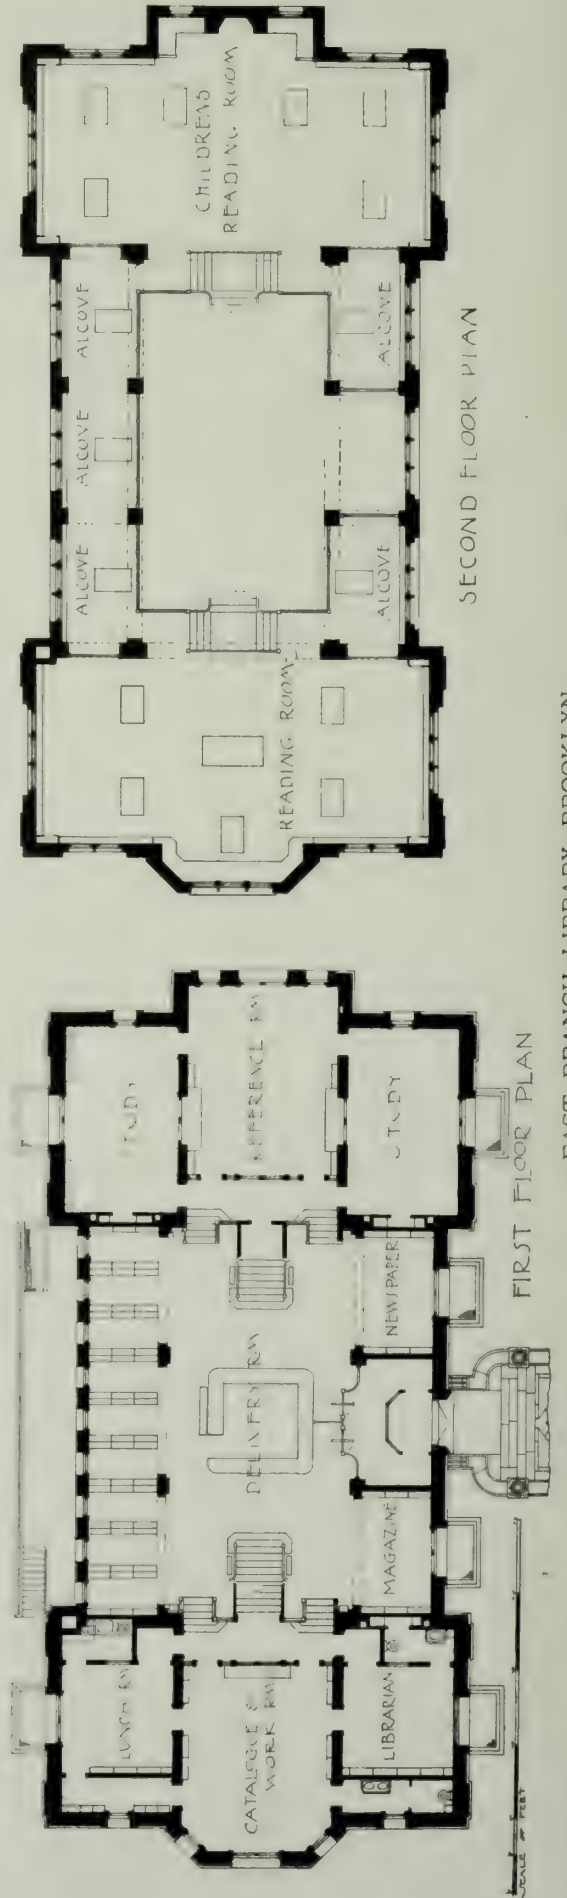 CHILDRENS
READING ROOM
ALCOVE
ALCOVE
ALCOVE
ALCOVE
ALCOVE
READING ROOM
SECOND FLOOR PLAN
STUDY
REFERENCE RM
STUDY
NEWSPAPER
DELIVERY RM
MAGAZINE
LUNCH RM
CATALOGUE &
WORK RM
LIBRARIAN
FIRST FLOOR PLAN
SCALE OF FEET
EAST BRANCH LIBRARY, BROOKLYN